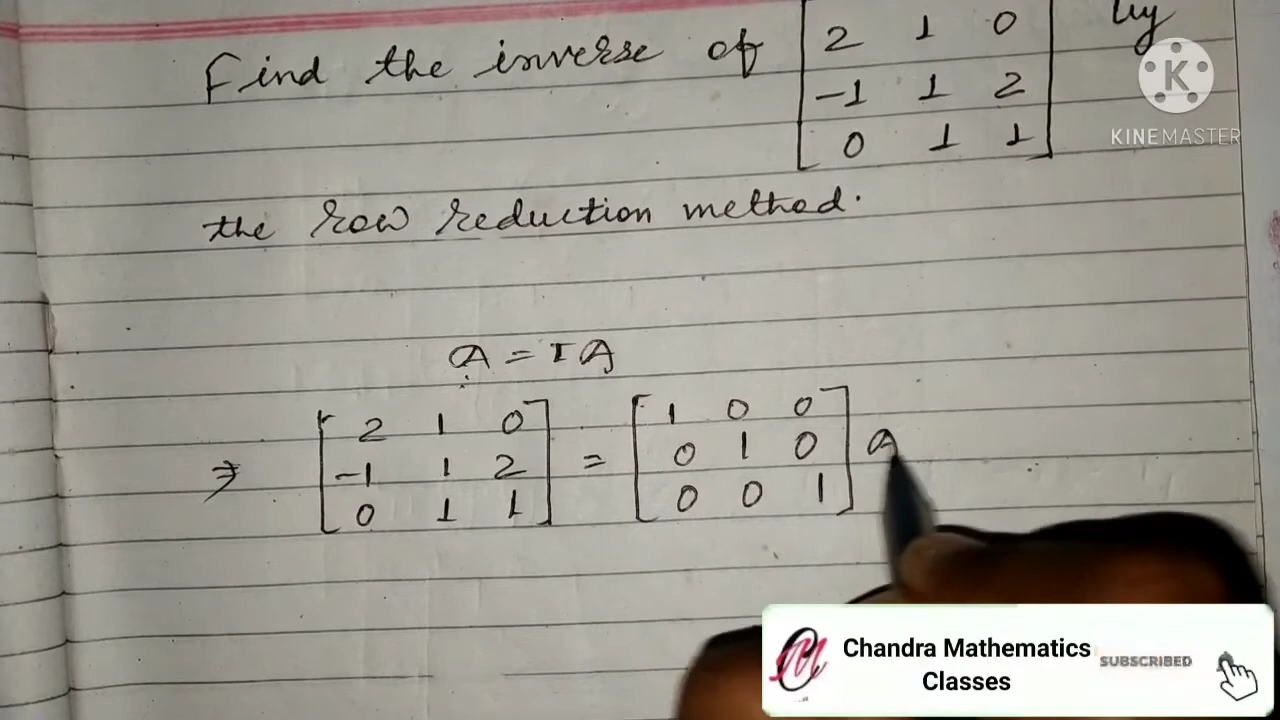 Find the inverse of [2 1 0 by
-1 1 2
0 1 1]
the row reduction method.
A = IA
⇒ [2 1 0
-1 1 2
0 1 1] = [1 0 0
0 1 0
0 0 1] A
K
KINEMASTER
CM
Chandra Mathematics
Classes
SUBSCRIBED